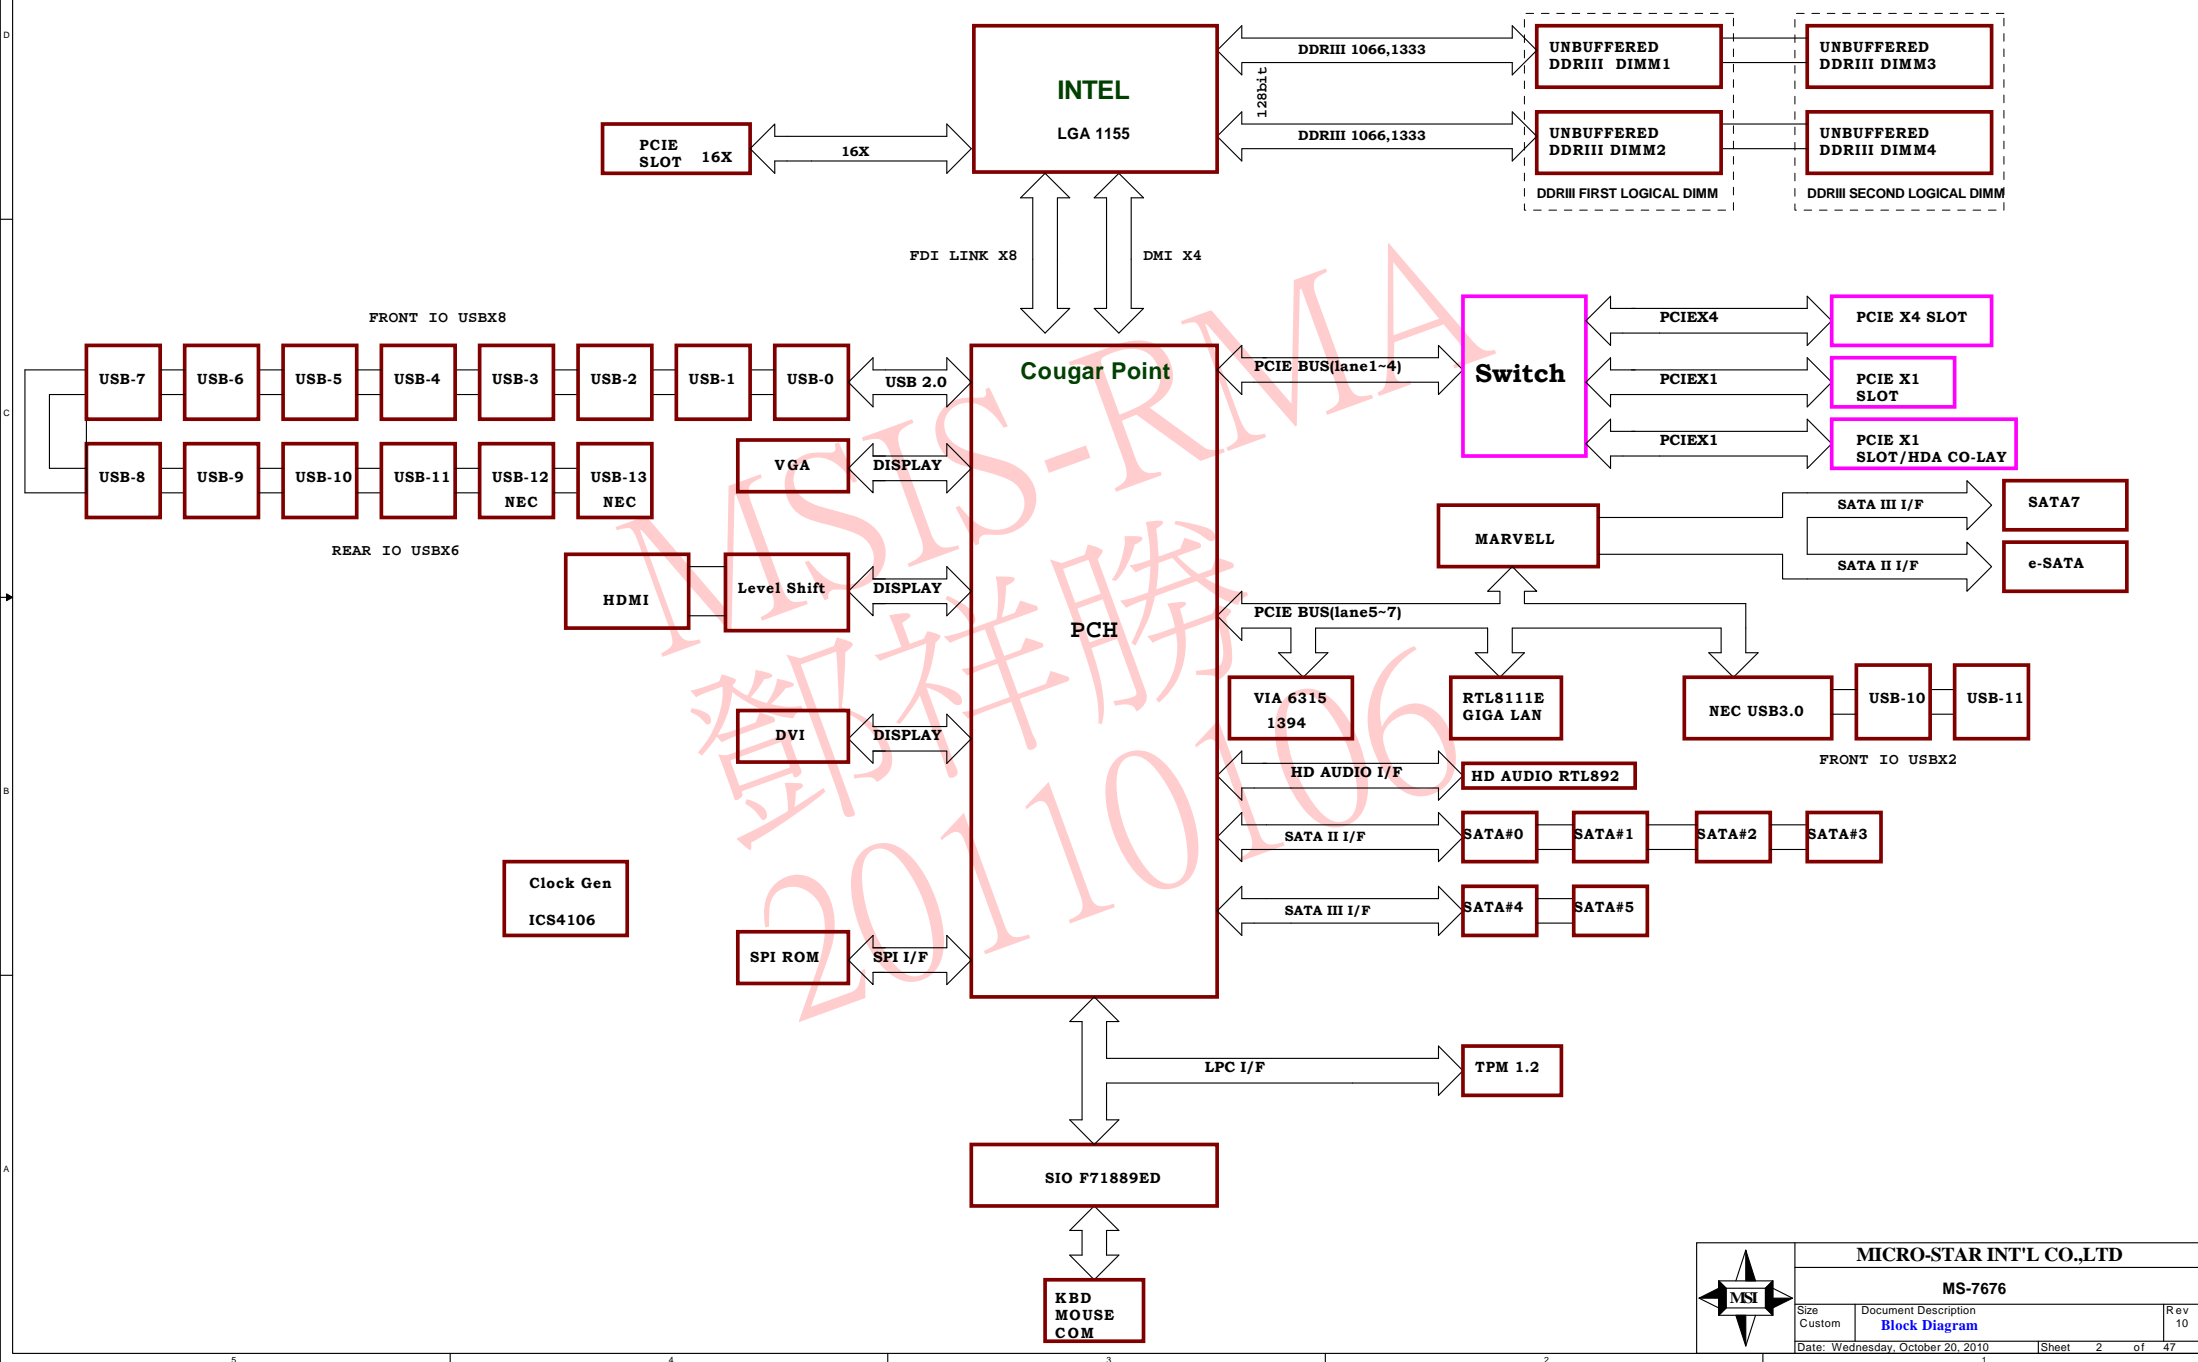 D
INTEL
LGA 1155
DDRIII 1066,1333
128bit
DDRIII 1066,1333
UNBUFFERED
DDRIII DIMM1
UNBUFFERED
DDRIII DIMM3
UNBUFFERED
DDRIII DIMM2
UNBUFFERED
DDRIII DIMM4
DDRIII FIRST LOGICAL DIMM
DDRIII SECOND LOGICAL DIMM
PCIE
SLOT 16X
16X
FDI LINK X8
DMI X4
FRONT IO USBX8
USB-7
USB-6
USB-5
USB-4
USB-3
USB-2
USB-1
USB-0
USB 2.0
Cougar Point
PCIE BUS(lane1~4)
Switch
PCIEX4
PCIE X4 SLOT
PCIEX1
PCIE X1
SLOT
PCIEX1
PCIE X1
SLOT/HDA CO-LAY
C
USB-8
USB-9
USB-10
USB-11
USB-12
NEC
USB-13
NEC
REAR IO USBX6
VGA
DISPLAY
HDMI
Level Shift
DISPLAY
PCH
MARVELL
SATA III I/F
SATA7
SATA II I/F
e-SATA
PCIE BUS(lane5~7)
VIA 6315
1394
RTL8111E
GIGA LAN
NEC USB3.0
USB-10
USB-11
FRONT IO USBX2
DVI
DISPLAY
HD AUDIO I/F
HD AUDIO RTL892
B
SATA II I/F
SATA#0
SATA#1
SATA#2
SATA#3
SATA III I/F
SATA#4
SATA#5
Clock Gen
ICS4106
SPI ROM
SPI I/F
LPC I/F
TPM 1.2
SIO F71889ED
A
KBD
MOUSE
COM
MSIS-RMA
鄧祥勝
20110106
MSI
MICRO-STAR INT'L CO.,LTD
MS-7676
Size
Custom
Document Description
Block Diagram
Rev
10
Date: Wednesday, October 20, 2010
Sheet 2 of 47
5
4
3
2
1